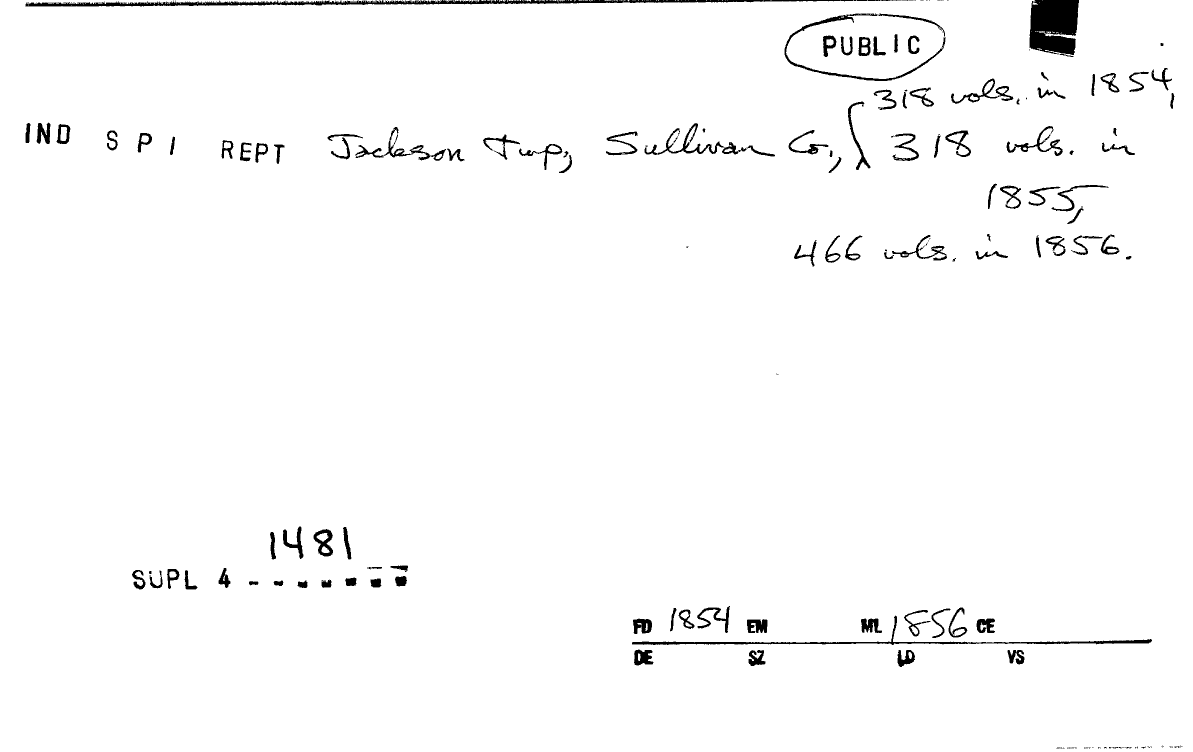 PUBLIC
318 vols. in 1854,
IND S P I REPT Jackson Twp, Sullivan Co., 318 vols. in
1855,
466 vols. in 1856.
1481
SUPL 4 - - - - - - -
FD 1854 EM ML 1856 CE
DE SZ LD VS